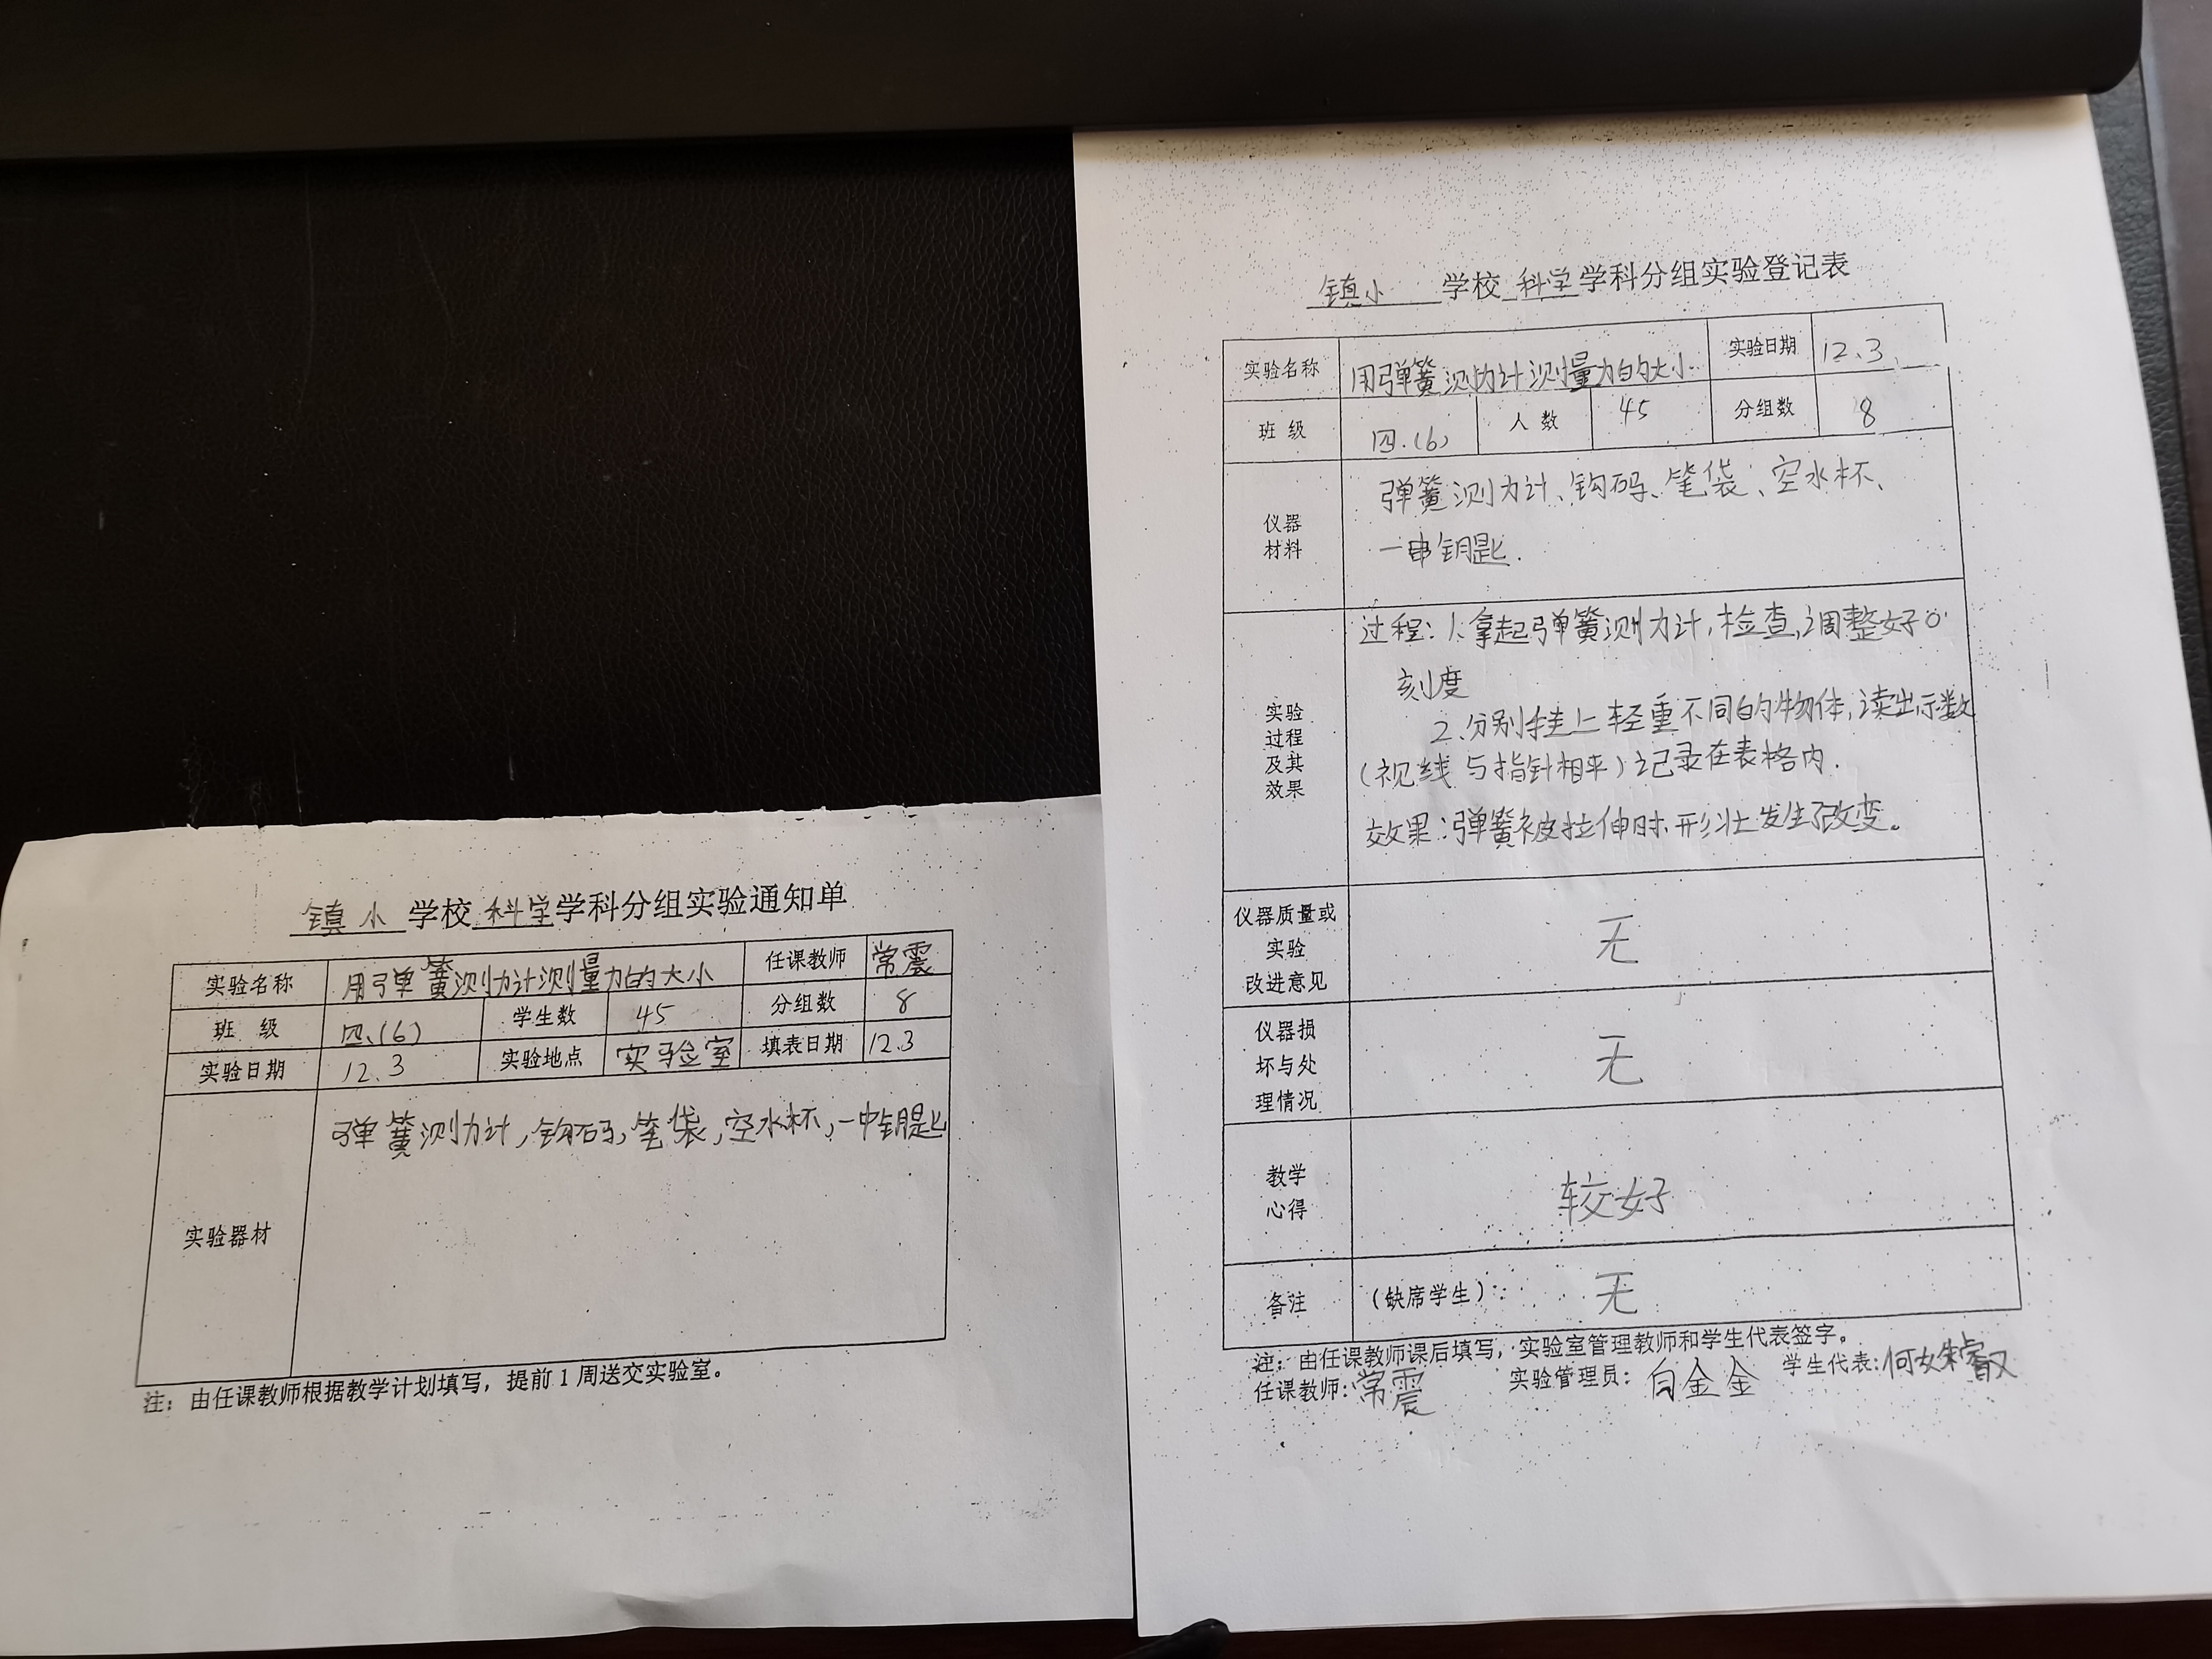 镇小 学校 科学 学科分组实验通知单
实验名称 用弹簧测力计测量力的大小 任课教师 常震
班 级 四.(6) 学生数 45 分组数 8
实验日期 12.3 实验地点 实验室 填表日期 12.3
实验器材 弹簧测力计,钩码,笔袋,空水杯,一串钥匙
注：由任课教师根据教学计划填写，提前1周送交实验室。
镇小 学校 科学 学科分组实验登记表
实验名称 用弹簧测力计测量力的大小. 实验日期 12.3.
班 级 四.(6) 人 数 45 分组数 8
仪器
材料
弹簧测力计、钩码、笔袋、空水杯、
一串钥匙.
实验
过程
及其
效果
过程：1.拿起弹簧测力计,检查,调整好0
刻度
2.分别挂上轻重不同的物体,读出示数
(视线与指针相平)记录在表格内.
效果:弹簧被拉伸时.形状发生了改变。
仪器质量或
实验
改进意见
无
仪器损
坏与处
理情况
无
教学
心得
较好
备注 （缺席学生）： 无
注：由任课教师课后填写，实验室管理教师和学生代表签字。
任课教师:常震 实验管理员：白金金 学生代表:何